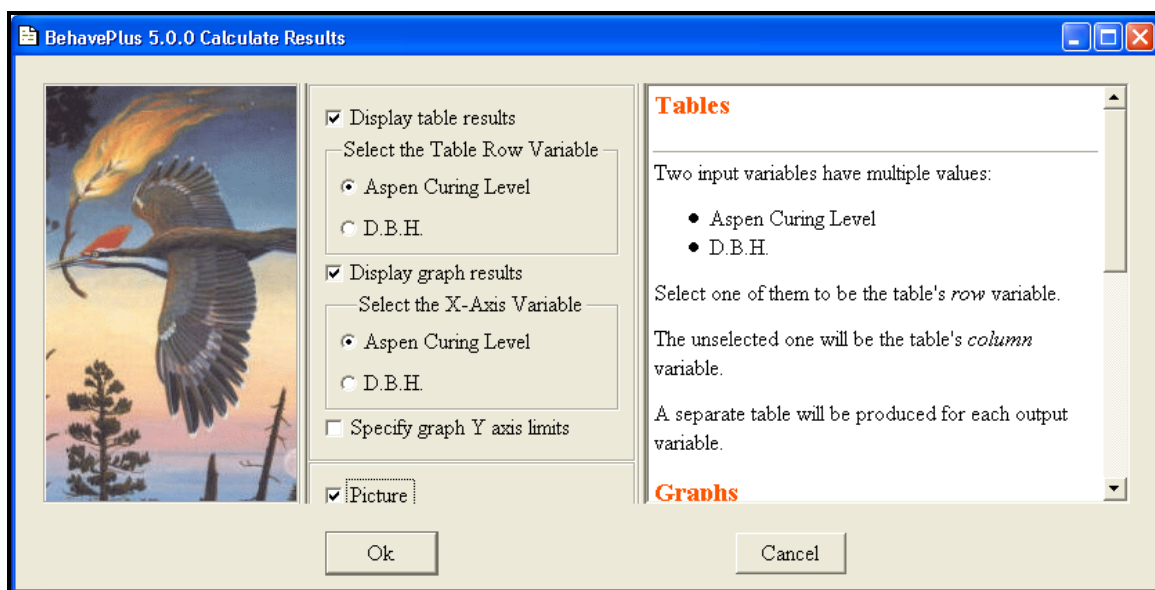 BehavePlus 5.0.0 Calculate Results
Display table results
Select the Table Row Variable
Aspen Curing Level
D.B.H.
Display graph results
Select the X-Axis Variable
Aspen Curing Level
D.B.H.
Specify graph Y axis limits
Picture
Tables
Two input variables have multiple values:
Aspen Curing Level
D.B.H.
Select one of them to be the table's row variable.
The unselected one will be the table's column
variable.
A separate table will be produced for each output
variable.
Graphs
Ok
Cancel